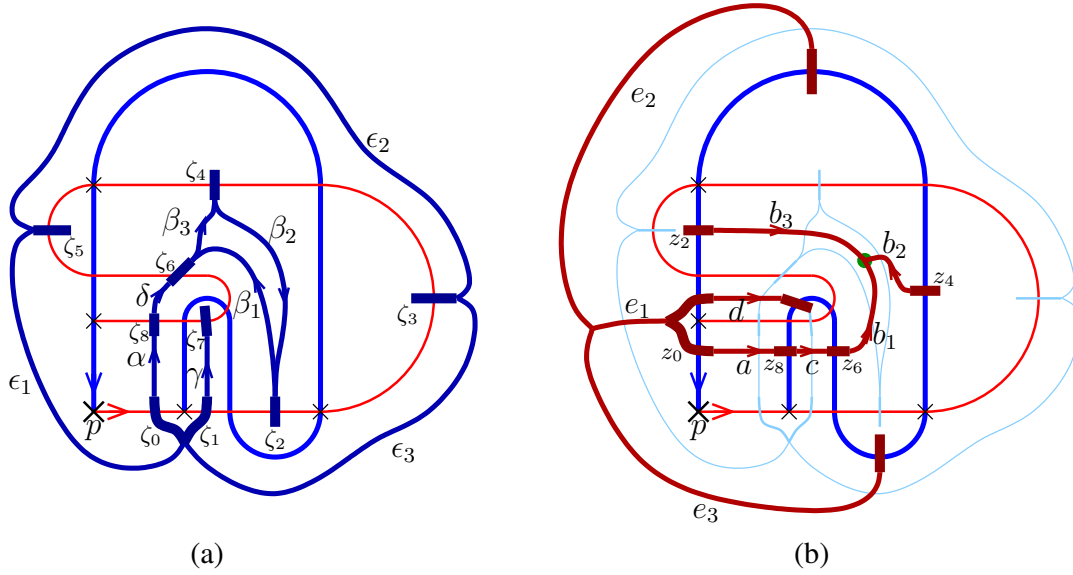 ϵ₂
ζ₄
β₃
β₂
ζ₅
ζ₆
δ
β₁
ζ₃
ζ₈
ζ₇
α
γ
ϵ₁
p
ζ₀
ζ₁
ζ₂
ϵ₃
(a)
e₂
z₂
b₃
b₂
z₄
e₁
d
b₁
z₀
a
z₈
c
z₆
p
e₃
(b)